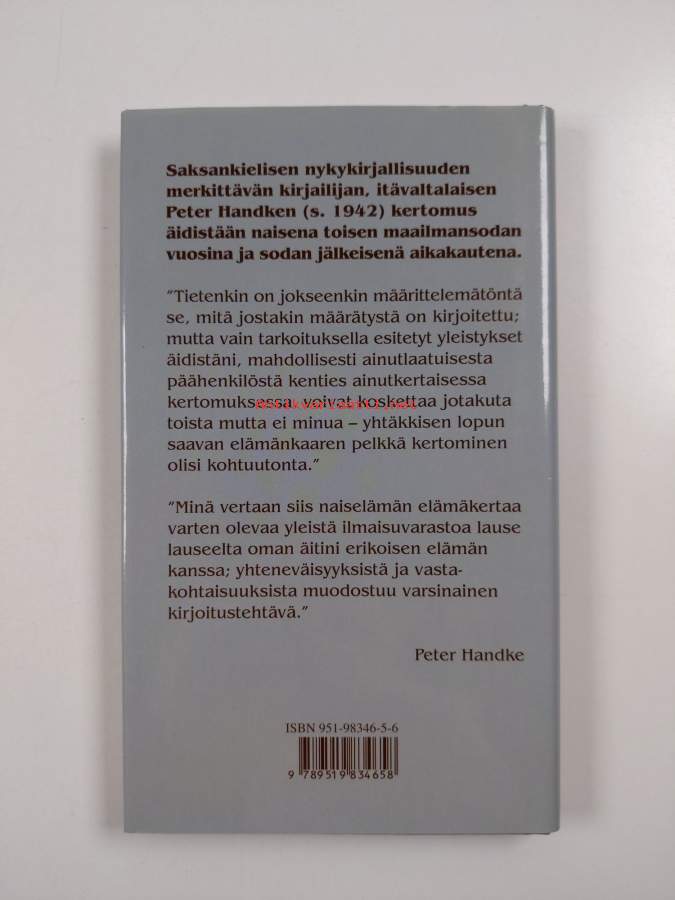 Saksankielisen nykykirjallisuuden
merkittävän kirjailijan, itävaltalaisen
Peter Handken (s. 1942) kertomus
äidistään naisena toisen maailmansodan
vuosina ja sodan jälkeisenä aikakautena.
”Tietenkin on jokseenkin määrittelemätöntä
se, mitä jostakin määrätystä on kirjoitettu;
mutta vain tarkoituksella esitetyt yleistykset
äidistäni, mahdollisesti ainutlaatuisesta
päähenkilöstä kenties ainutkertaisessa
kertomuksessa, voivat koskettaa jotakuta
toista mutta ei minua – yhtäkkisen lopun
saavan elämänkaaren pelkkä kertominen
olisi kohtuutonta.”
”Minä vertaan siis naiselämän elämäkertaa
varten olevaa yleistä ilmaisuvarastoa lause
lauseelta oman äitini erikoisen elämän
kanssa; yhteneväisyyksistä ja vasta-
kohtaisuuksista muodostuu varsinainen
kirjoitustehtävä.”
Peter Handke
ISBN 951-98346-5-6
9 789519 834658